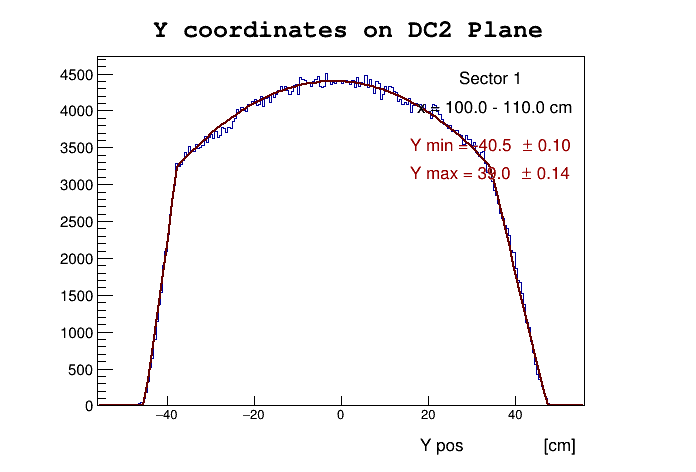 Y coordinates on DC2 Plane
Sector 1
x = 100.0 - 110.0 cm
Y min = -40.5 ± 0.10
Y max = 39.0 ± 0.14
4500
4000
3500
3000
2500
2000
1500
1000
500
0
−40 −20 0 20 40
Y pos [cm]